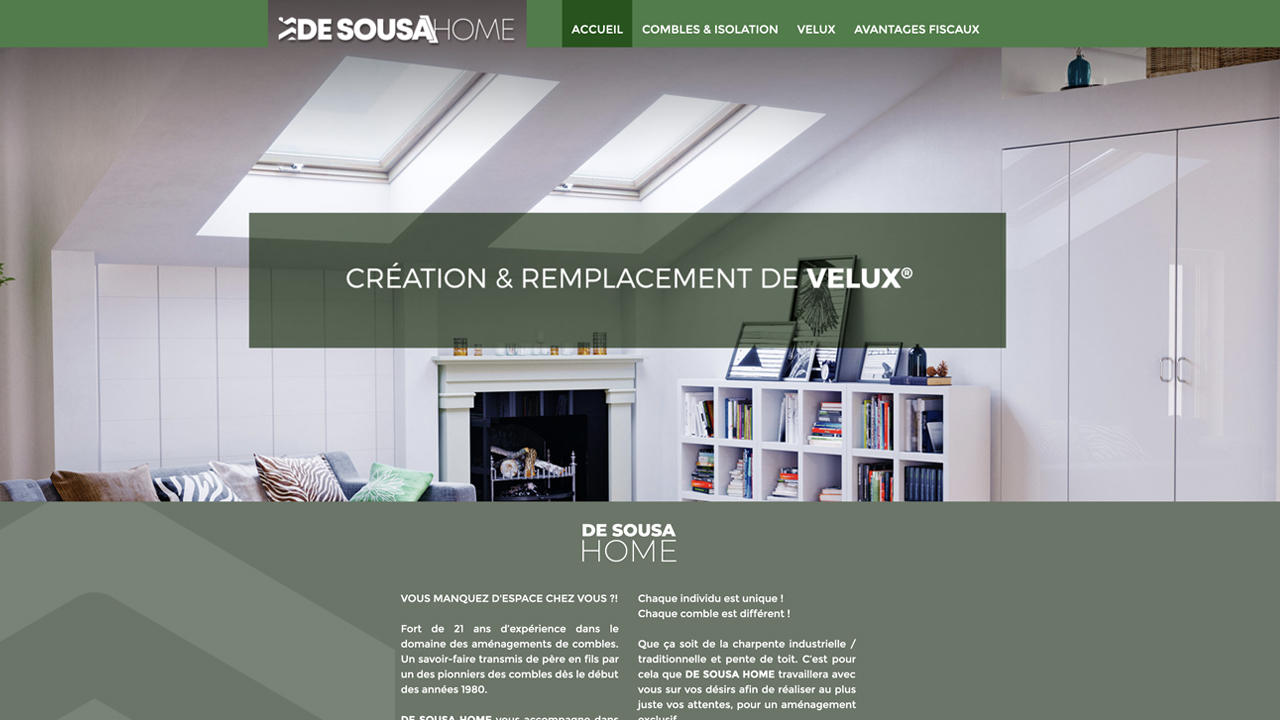 DE SOUSA HOME
ACCUEIL
COMBLES & ISOLATION
VELUX
AVANTAGES FISCAUX
CRÉATION & REMPLACEMENT DE VELUX®
DE SOUSA
HOME
VOUS MANQUEZ D'ESPACE CHEZ VOUS ?!
Fort de 21 ans d'expérience dans le
domaine des aménagements de combles.
Un savoir-faire transmis de père en fils par
un des pionniers des combles dès le début
des années 1980.
DE SOUSA HOME vous accompagne dans
Chaque individu est unique !
Chaque comble est différent !
Que ça soit de la charpente industrielle /
traditionnelle et pente de toit. C'est pour
cela que DE SOUSA HOME travaillera avec
vous sur vos désirs afin de réaliser au plus
juste vos attentes, pour un aménagement
exclusif.